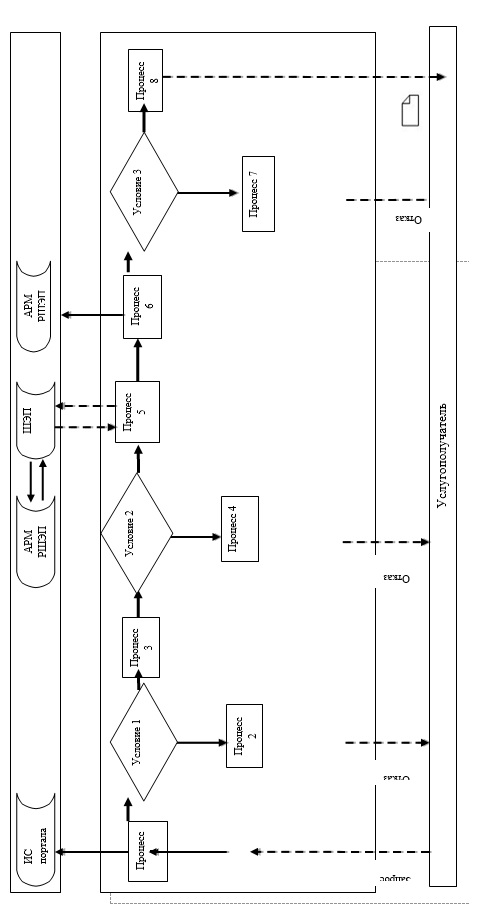 ИС
портала
АРМ
РШЭП
ШЭП
АРМ
РШЭП
Процесс
Условие 1
Процесс
3
Условие 2
Процесс
5
Процесс
6
Условие 3
Процесс
8
Процесс
2
Процесс 4
Процесс 7
Отказ
Отказ
Отказ
Услугополучатель